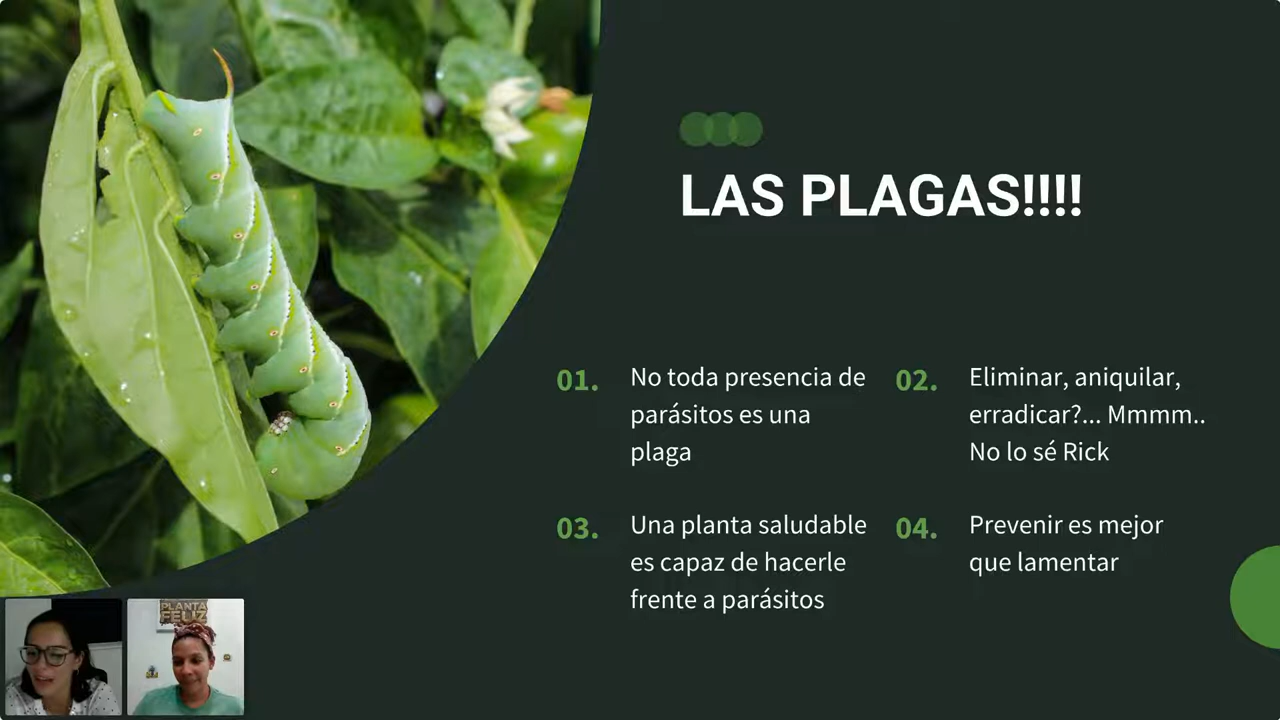 LAS PLAGAS!!!!
01.
No toda presencia de
parásitos es una
plaga
02.
Eliminar, aniquilar,
erradicar?... Mmmm..
No lo sé Rick
03.
Una planta saludable
es capaz de hacerle
frente a parásitos
04.
Prevenir es mejor
que lamentar
PLANTA
FELIZ